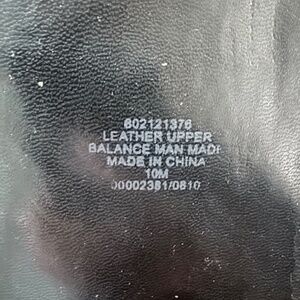 602121376
LEATHER UPPER
BALANCE MAN MADE
MADE IN CHINA
10M
00002381/0810